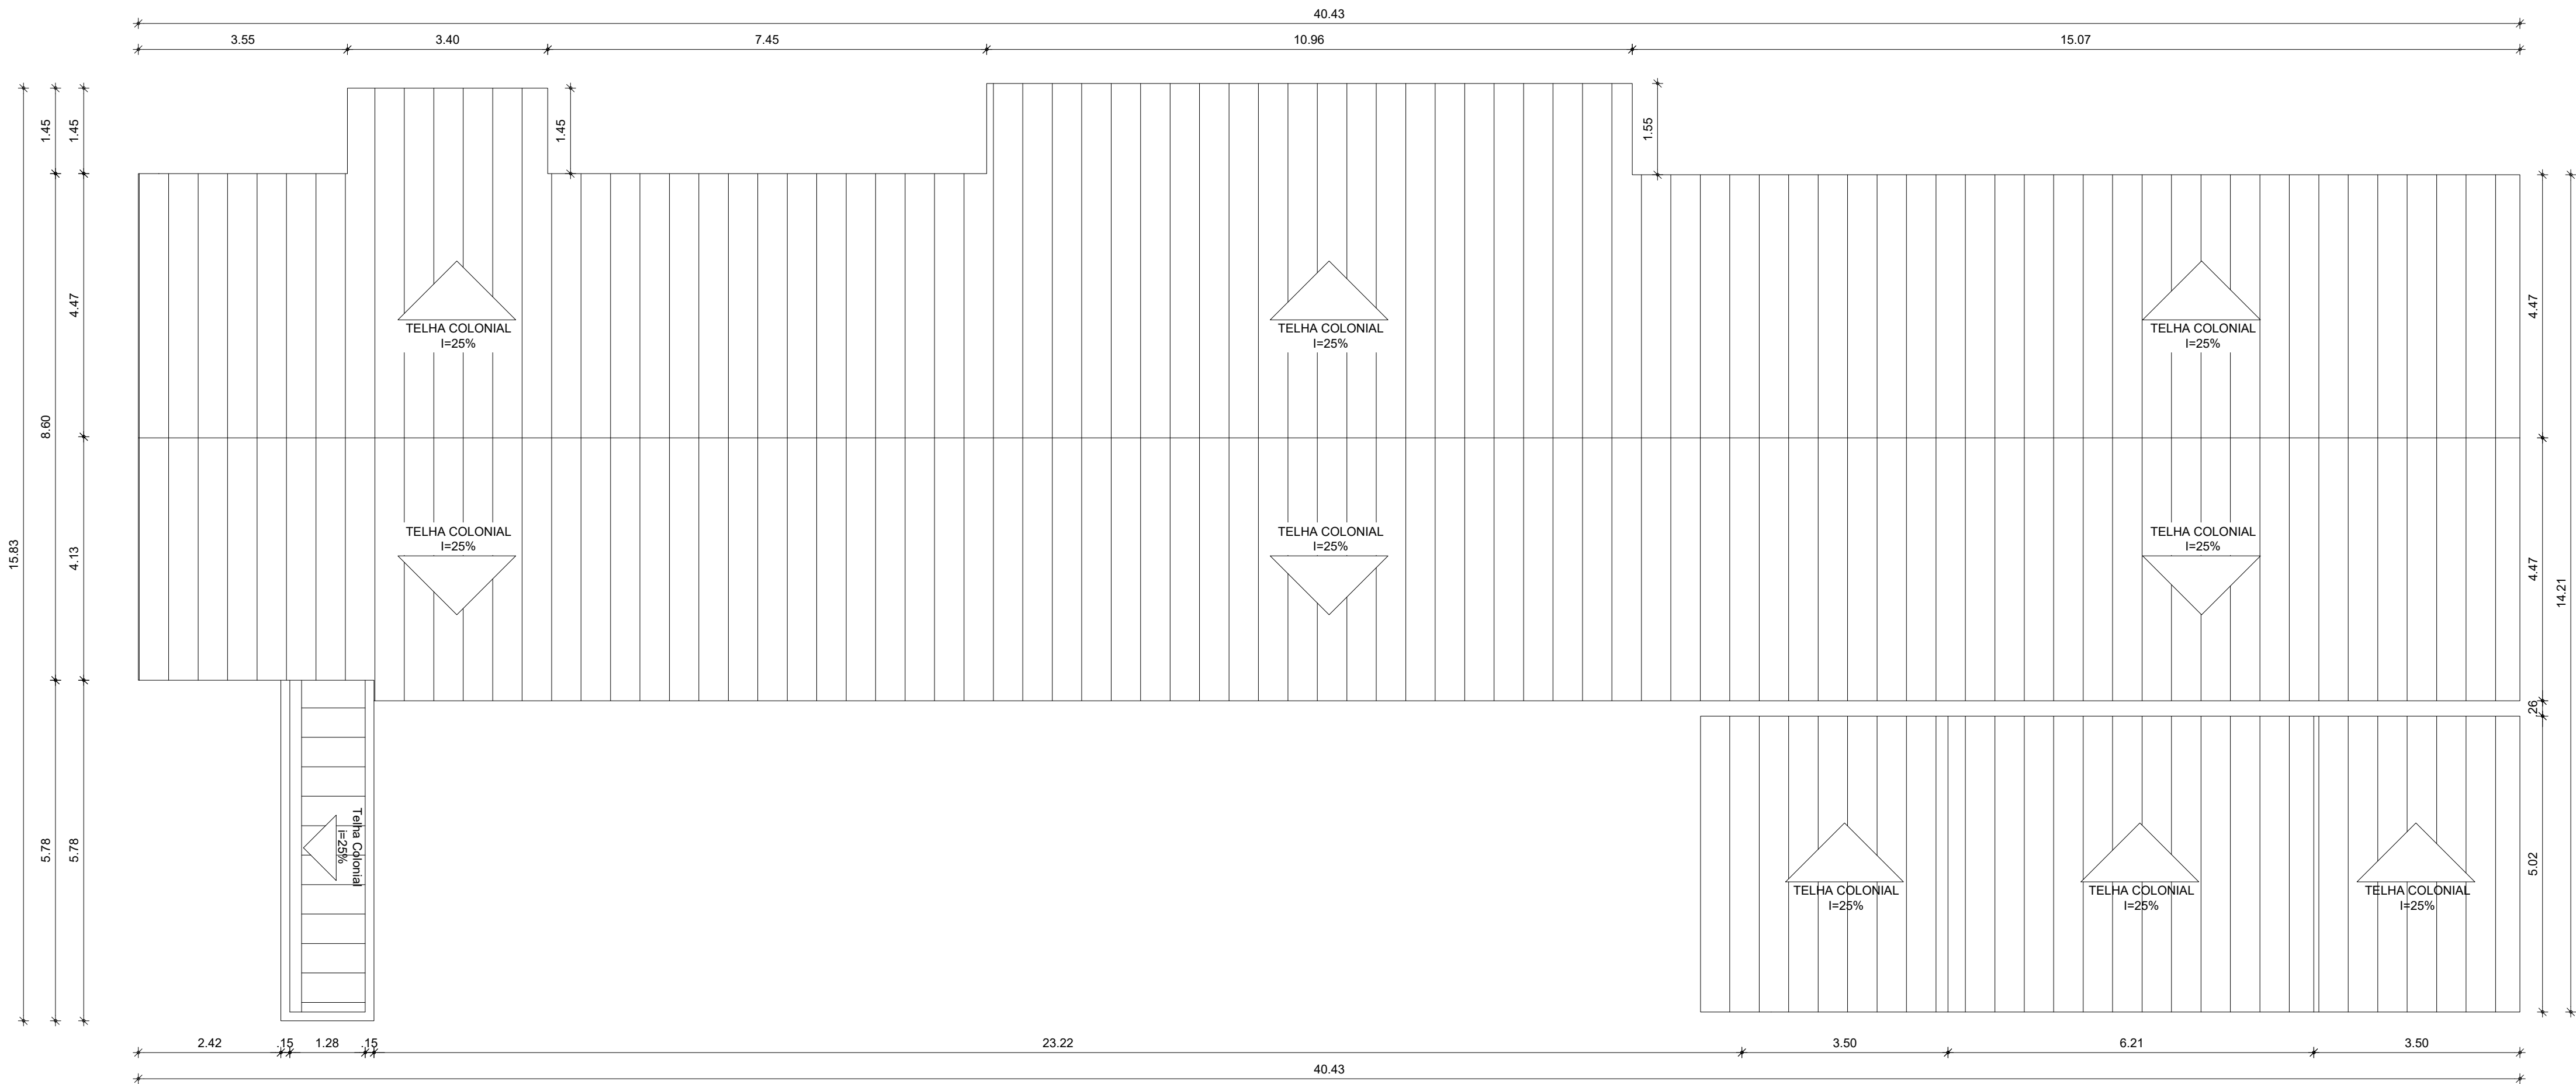 40.43
3.55
3.40
7.45
10.96
15.07
1.45
1.45
1.45
1.55
4.47
4.47
TELHA COLONIAL
I=25%
TELHA COLONIAL
I=25%
TELHA COLONIAL
I=25%
8.60
15.83
4.13
4.47
14.21
TELHA COLONIAL
I=25%
TELHA COLONIAL
I=25%
TELHA COLONIAL
I=25%
.26
5.78
5.78
Telha Colonial
i=25%
5.02
TELHA COLONIAL
I=25%
TELHA COLONIAL
I=25%
TELHA COLONIAL
I=25%
2.42
.15
1.28
.15
23.22
3.50
6.21
3.50
40.43